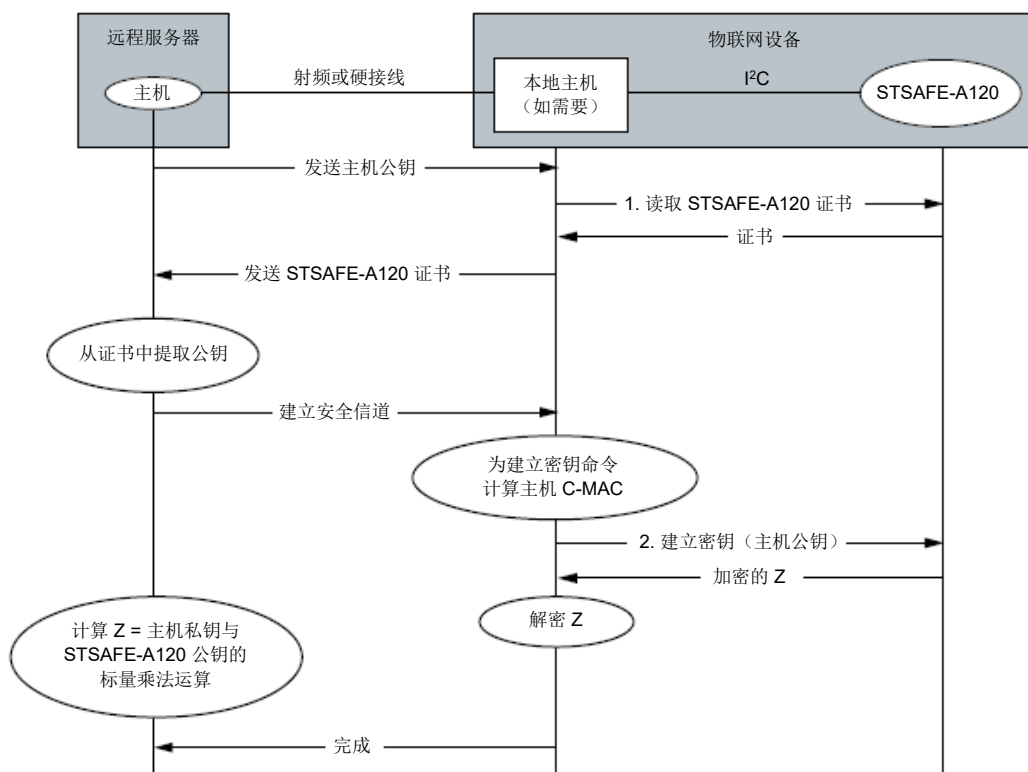 远程服务器
物联网设备
主机
射频或硬接线
本地主机
（如需要）
I²C
STSAFE-A120
发送主机公钥
1. 读取 STSAFE-A120 证书
证书
发送 STSAFE-A120 证书
从证书中提取公钥
建立安全信道
为建立密钥命令
计算主机 C-MAC
2. 建立密钥（主机公钥）
加密的 Z
解密 Z
计算 Z = 主机私钥与
STSAFE-A120 公钥的
标量乘法运算
完成